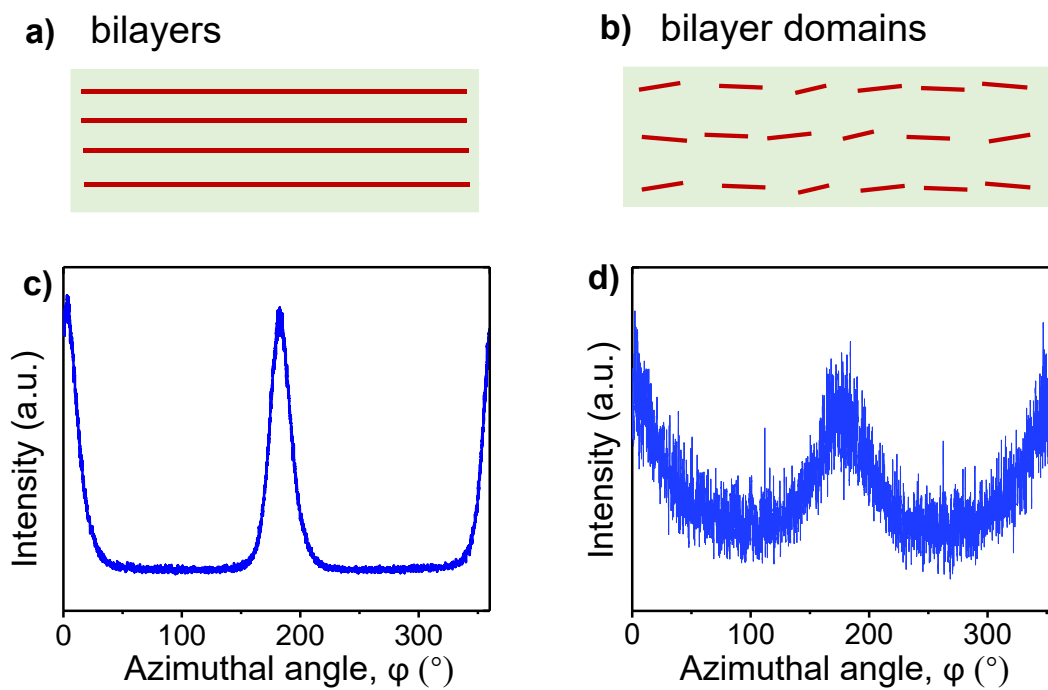 a) bilayers
b) bilayer domains
c)
Intensity (a.u.)
0 100 200 300
Azimuthal angle, φ (°)
d)
Intensity (a.u.)
0 100 200 300
Azimuthal angle, φ (°)